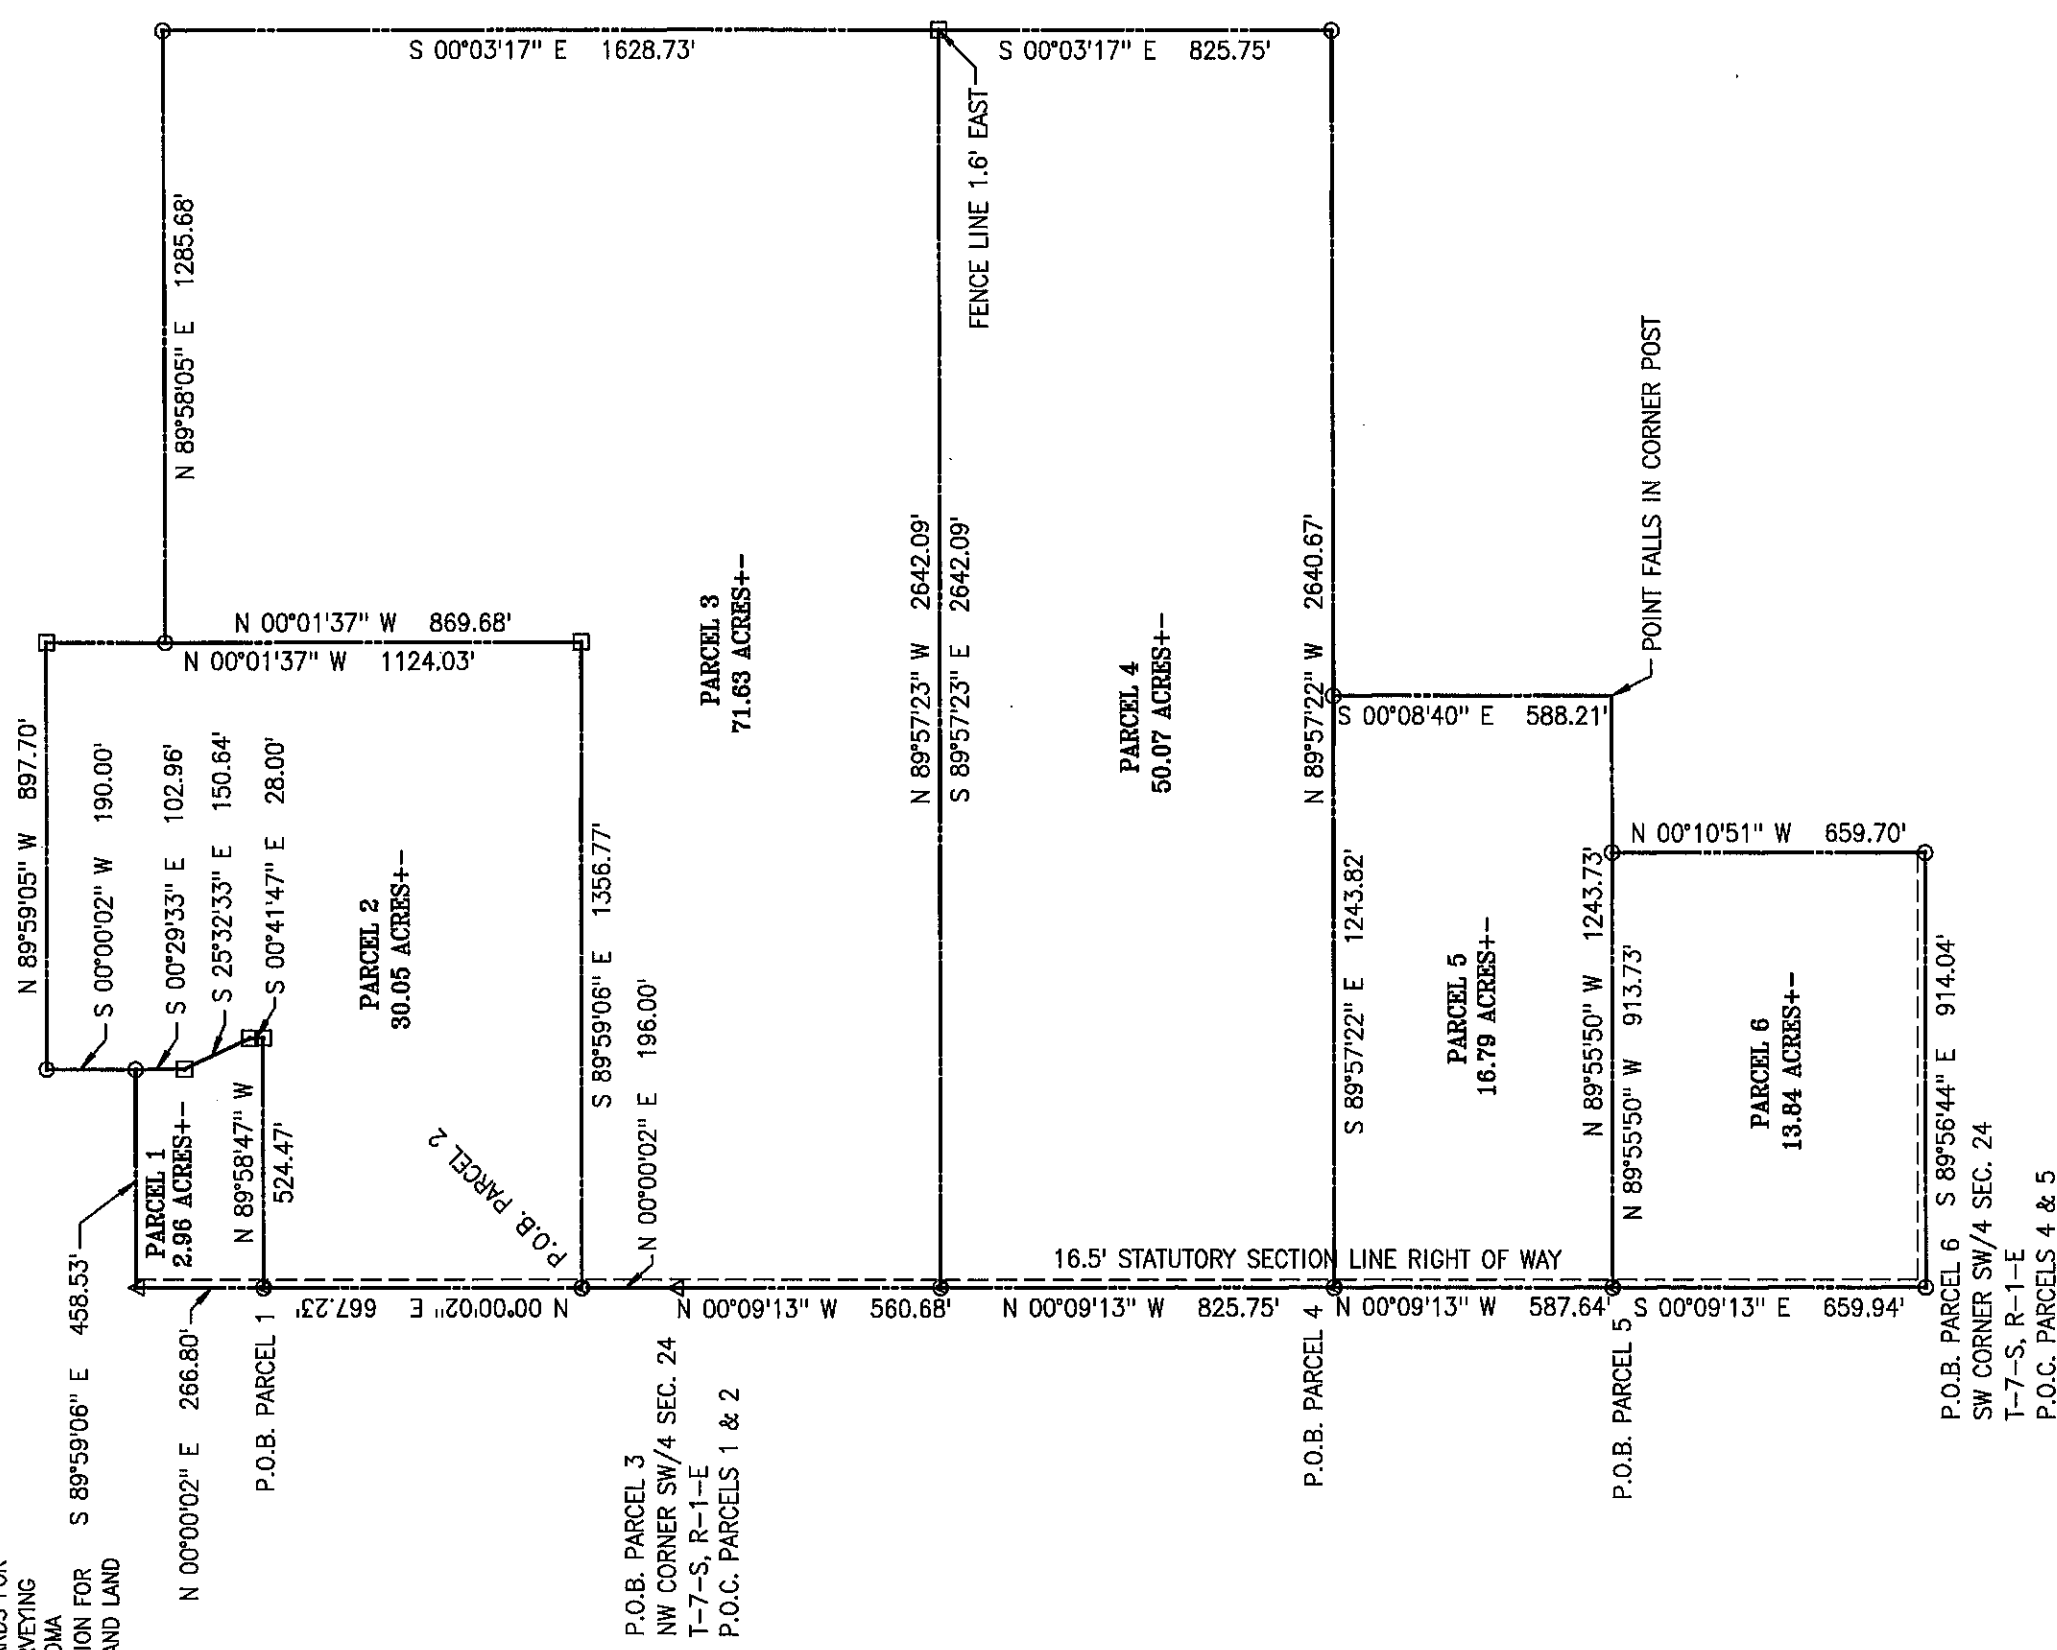 S 00°03'17" E 1628.73'
S 00°03'17" E 825.75'
FENCE LINE 1.6' EAST
N 89°58'05" E 1285.68'
N 00°01'37" W 869.68'
N 00°01'37" W 1124.03'
N 89°59'05" W 897.70'
S 00°00'02" W 190.00'
S 00°29'33" E 102.96'
S 25°32'33" E 150.64'
S 00°41'47" E 28.00'
PARCEL 1
2.96 ACRES+-
N 89°58'47" W
524.47'
PARCEL 2
30.05 ACRES+-
P.O.B. PARCEL 2
S 89°59'06" E 1356.77'
N 00°00'02" E 196.00'
PARCEL 3
71.63 ACRES+-
N 89°57'23" W 2642.09'
S 89°57'23" E 2642.09'
PARCEL 4
50.07 ACRES+-
N 89°57'22" W 2640.67'
S 00°08'40" E 588.21'
POINT FALLS IN CORNER POST
S 89°57'22" E 1243.82'
PARCEL 5
16.79 ACRES+-
N 89°55'50" W 1243.73'
N 89°55'50" W 913.73'
N 00°10'51" W 659.70'
PARCEL 6
13.84 ACRES+-
S 89°56'44" E 914.04'
16.5' STATUTORY SECTION LINE RIGHT OF WAY
N 00°00'02" E 667.23'
N 00°09'13" W 560.68'
N 00°09'13" W 825.75'
N 00°09'13" W 587.64'
S 00°09'13" E 659.94'
VEYING
OMA
ION FOR
AND LAND
S 89°59'06" E 458.53'
N 00°00'02" E 266.80'
P.O.B. PARCEL 1
P.O.B. PARCEL 3
NW CORNER SW/4 SEC. 24
T-7-S, R-1-E
P.O.C. PARCELS 1 & 2
P.O.B. PARCEL 4
P.O.B. PARCEL 5
P.O.B. PARCEL 6
SW CORNER SW/4 SEC. 24
T-7-S, R-1-E
P.O.C. PARCELS 4 & 5